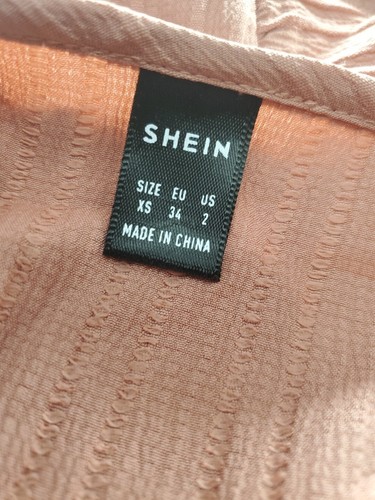 SHEIN
SIZE EU US
XS 34 2
MADE IN CHINA